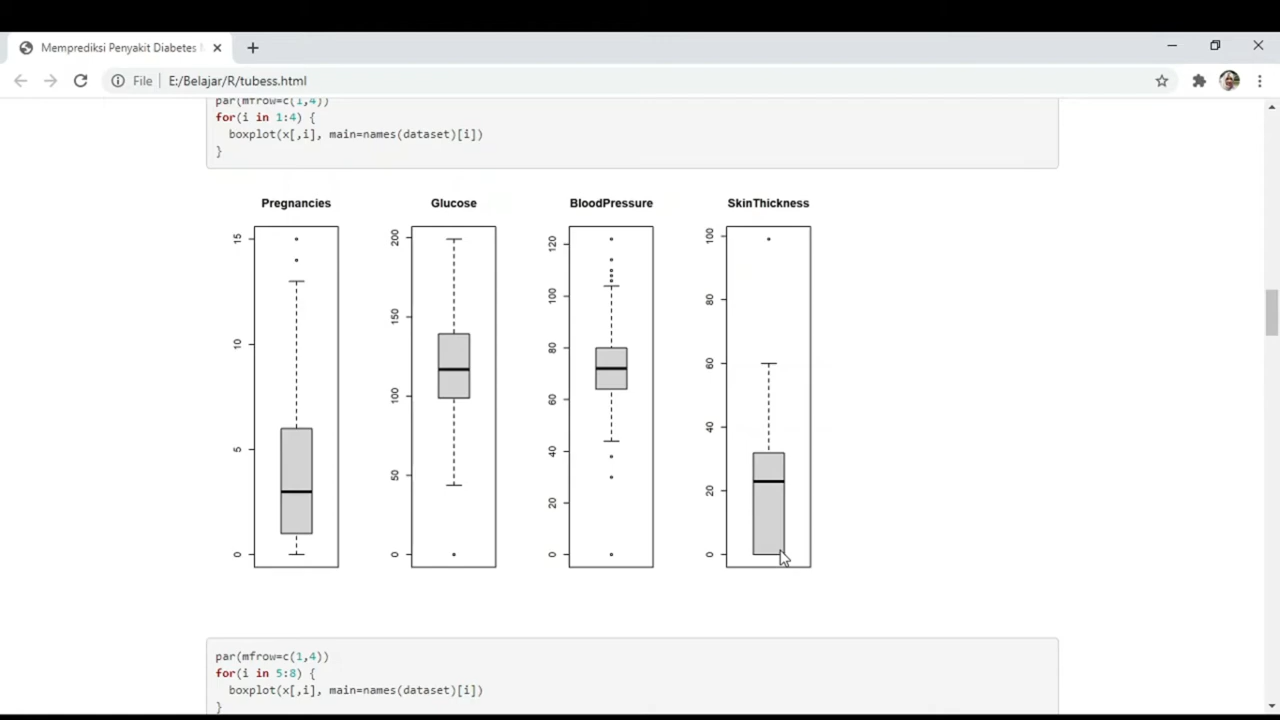 Memprediksi Penyakit Diabetes
File E:/Belajar/R/tubess.html
par(mfrow=c(1,4))
for(i in 1:4) {
boxplot(x[,i], main=names(dataset)[i])
}
Pregnancies Glucose BloodPressure SkinThickness
15
10
5
0
200
150
100
50
0
120
100
80
60
40
20
0
100
80
60
40
20
0
par(mfrow=c(1,4))
for(i in 5:8) {
boxplot(x[,i], main=names(dataset)[i])
}